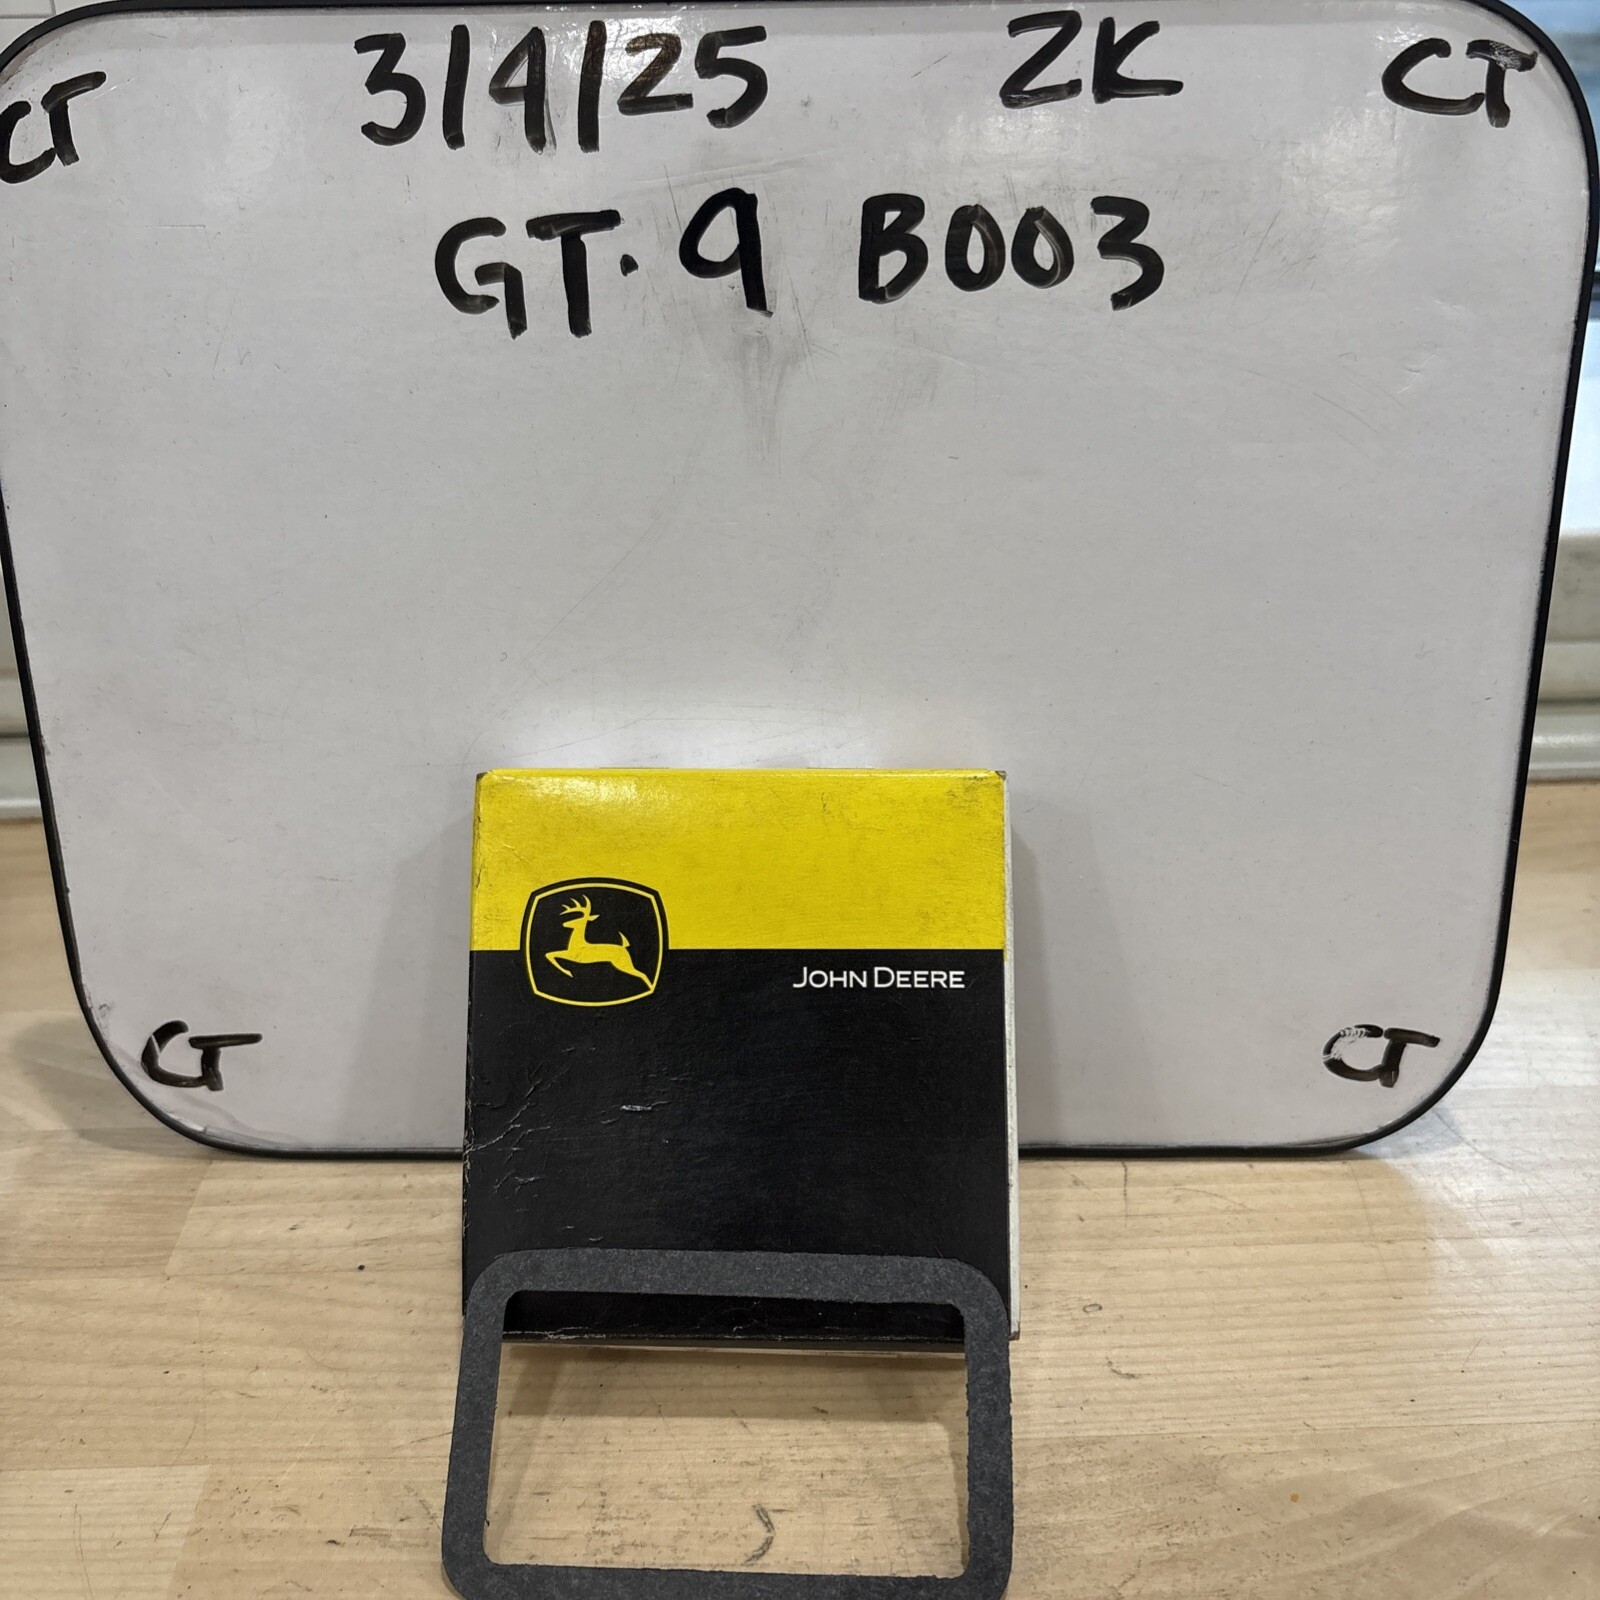 CT 3/4/25 ZK CT
GT. 9 B003
JOHN DEERE
CT CT